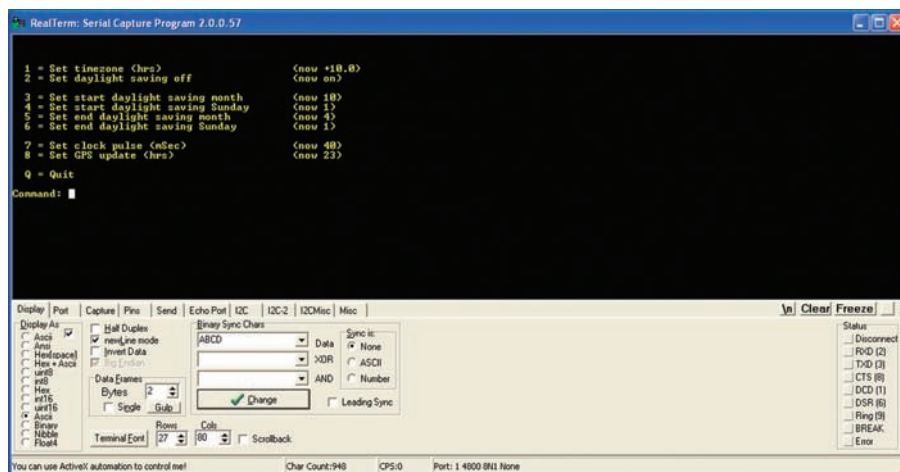 RealTerm: Serial Capture Program 2.0.0.57
1 = Set timezone (hrs) (now +10.0)
2 = Set daylight saving off (now on)
3 = Set start daylight saving month (now 10)
4 = Set start daylight saving Sunday (now 1)
5 = Set end daylight saving month (now 4)
6 = Set end daylight saving Sunday (now 1)
7 = Set clock pulse (mSec) (now 40)
8 = Set GPS update (hrs) (now 23)
Q = Quit
Command:
Display Port Capture Pins Send Echo Port I2C I2C-2 I2CMisc Misc \n Clear Freeze
Display As
Ascii
Ansi
Hex[space]
Hex + Ascii
uint8
int8
Hex
int16
uint16
Ascii
Binary
Nibble
Float4
Half Duplex
newLine mode
Invert Data
Big Endian
Data Frames
Bytes 2
Single Gulp
Rows Cols
Terminal Font 27 80 Scrollback
Binary Sync Chars
ABCD Data
XOR
AND
Change
Sync is:
None
ASCII
Number
Leading Sync
Status
Disconnect
RXD (2)
TXD (3)
CTS (8)
DCD (1)
DSR (6)
Ring (9)
BREAK
Error
You can use ActiveX automation to control me! Char Count:948 CPS:0 Port: 1 4800 8N1 None